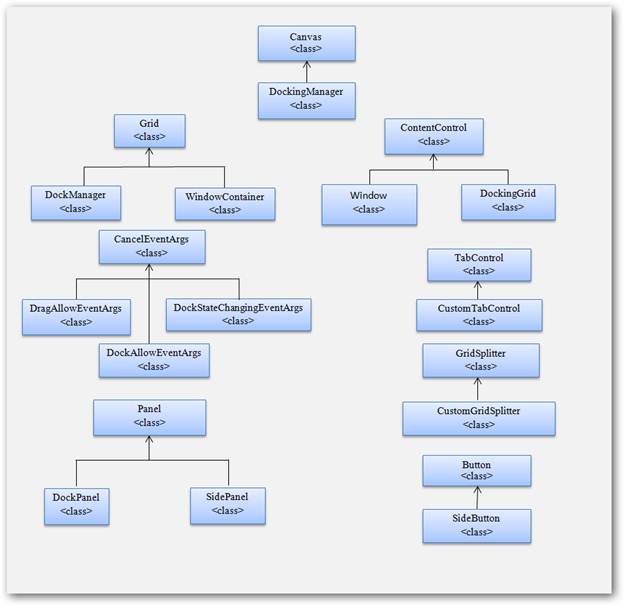 Canvas
<class>
DockingManager
<class>
Grid
<class>
ContentControl
<class>
DockManager
<class>
WindowContainer
<class>
Window
<class>
DockingGrid
<class>
CancelEventArgs
<class>
TabControl
<class>
DragAllowEventArgs
<class>
DockStateChangingEventArgs
<class>
CustomTabControl
<class>
DockAllowEventArgs
<class>
GridSplitter
<class>
Panel
<class>
CustomGridSplitter
<class>
Button
<class>
DockPanel
<class>
SidePanel
<class>
SideButton
<class>